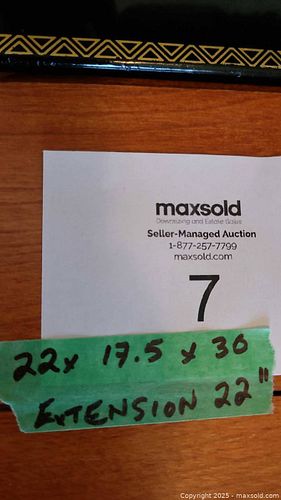 maxsold
Downsizing and Estate Sales
Seller-Managed Auction
1-877-257-7799
maxsold.com
7
22x 17.5 x 30
EXTENSION 22"
Copyright 2025 - maxsold.com